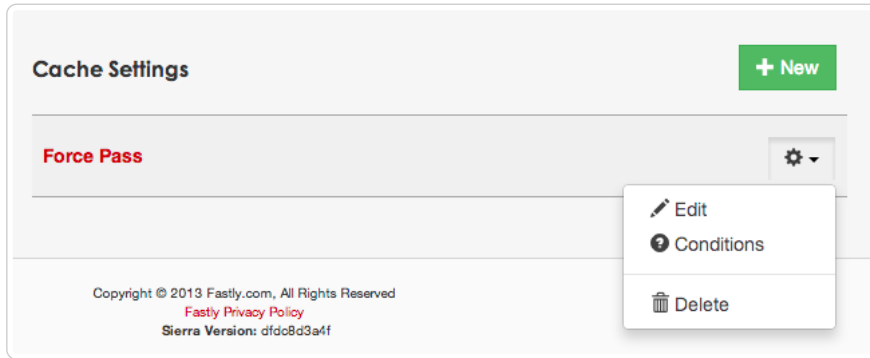 Cache Settings
New
Force Pass
Edit
Conditions
Delete
Copyright © 2013 Fastly.com, All Rights Reserved
Fastly Privacy Policy
Sierra Version: dfdc8d3a4f